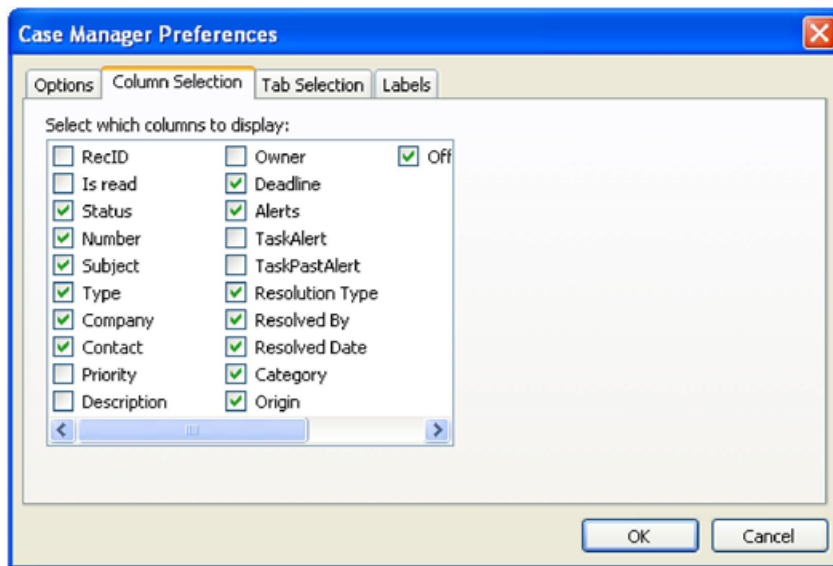 Case Manager Preferences
Options Column Selection Tab Selection Labels
Select which columns to display:
RecID Owner Off
Is read Deadline
Status Alerts
Number TaskAlert
Subject TaskPastAlert
Type Resolution Type
Company Resolved By
Contact Resolved Date
Priority Category
Description Origin
OK Cancel